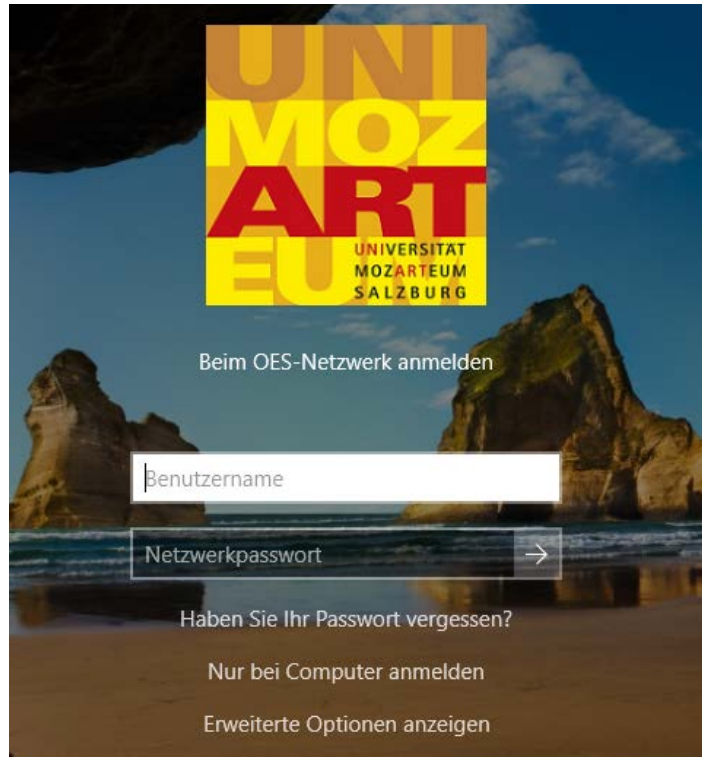 UNI
MOZ
ART
EUM
UNIVERSITÄT
MOZARTEUM
SALZBURG
Beim OES-Netzwerk anmelden
Benutzername
Netzwerkpasswort
Haben Sie Ihr Passwort vergessen?
Nur bei Computer anmelden
Erweiterte Optionen anzeigen